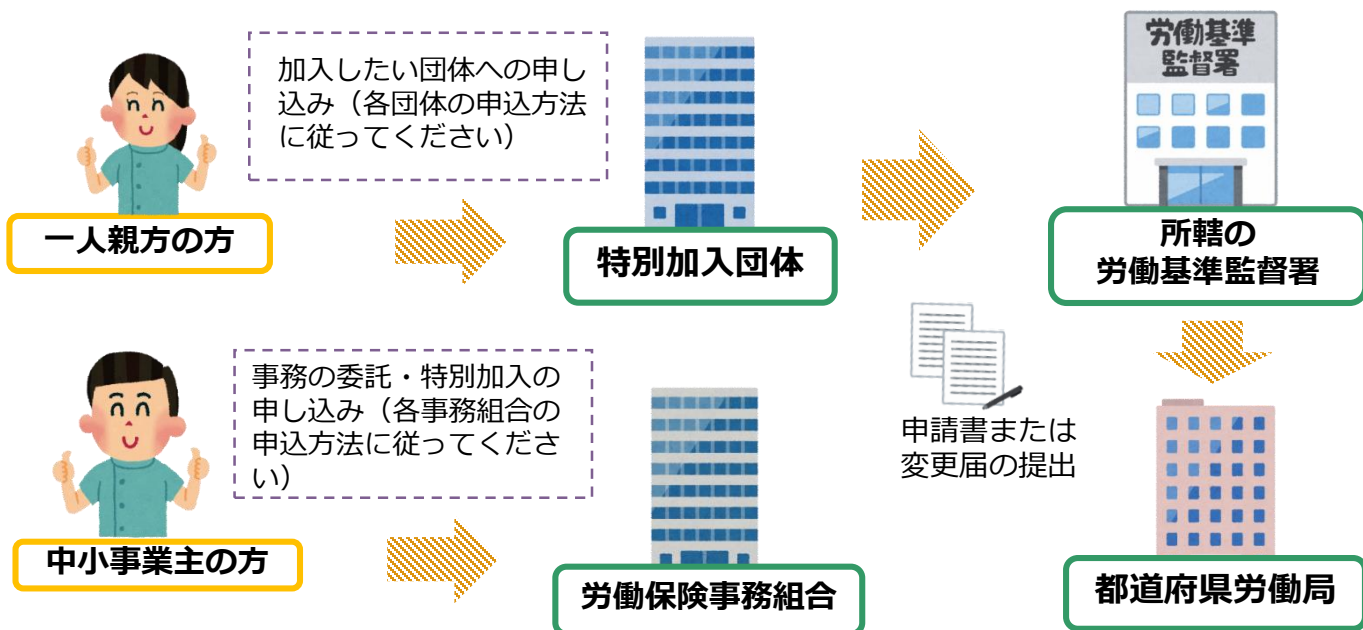 加入したい団体への申し
込み（各団体の申込方法
に従ってください）
一人親方の方
特別加入団体
労働基準
監督署
所轄の
労働基準監督署
事務の委託・特別加入の
申し込み（各事務組合の
申込方法に従ってくださ
い）
中小事業主の方
労働保険事務組合
申請書または
変更届の提出
都道府県労働局